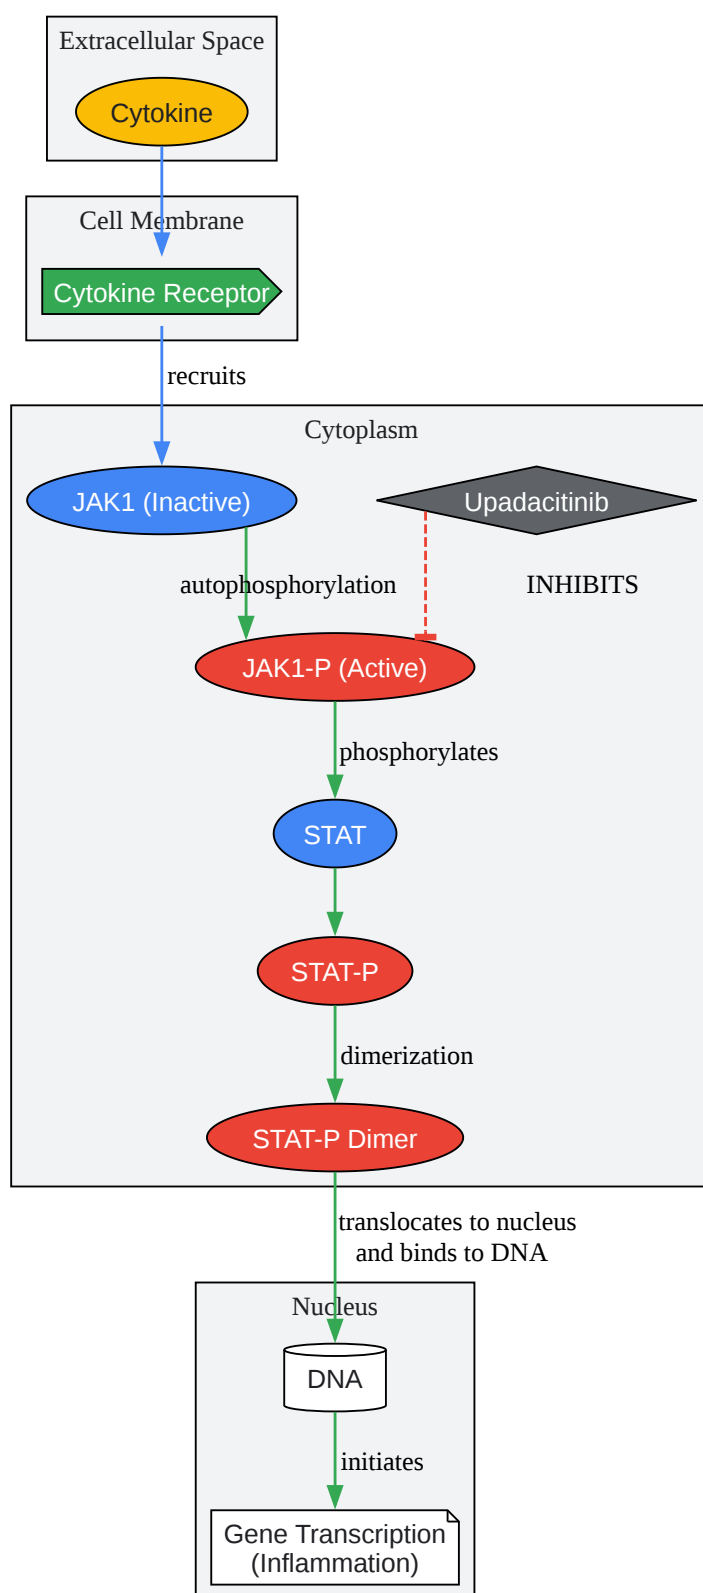 Extracellular Space
Cytokine
Cell Membrane
Cytokine Receptor
recruits
Cytoplasm
JAK1 (Inactive)
Upadacitinib
autophosphorylation
INHIBITS
JAK1-P (Active)
phosphorylates
STAT
STAT-P
dimerization
STAT-P Dimer
translocates to nucleus
and binds to DNA
Nucleus
DNA
initiates
Gene Transcription
(Inflammation)